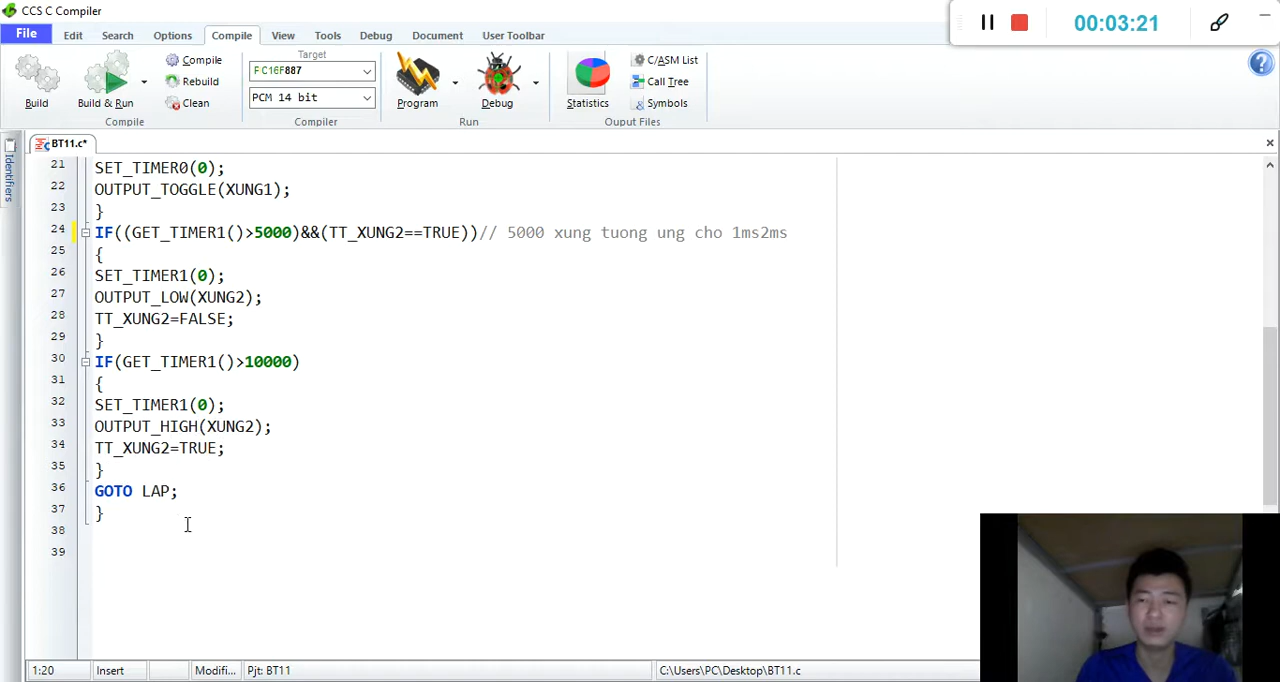 CCS C Compiler
00:03:21
File Edit Search Options Compile View Tools Debug Document User Toolbar
Target
Build
Build & Run
Compile
Rebuild
Clean
FC16F887
PCM 14 bit
Program
Debug
Statistics
C/ASM List
Call Tree
Symbols
Compile Compiler Run Ouput Files
BT11.c*
Identifiers
21 SET_TIMER0(0);
22 OUTPUT_TOGGLE(XUNG1);
23 }
24 IF((GET_TIMER1()>5000)&&(TT_XUNG2==TRUE))// 5000 xung tuong ung cho 1ms2ms
25 {
26 SET_TIMER1(0);
27 OUTPUT_LOW(XUNG2);
28 TT_XUNG2=FALSE;
29 }
30 IF(GET_TIMER1()>10000)
31 {
32 SET_TIMER1(0);
33 OUTPUT_HIGH(XUNG2);
34 TT_XUNG2=TRUE;
35 }
36 GOTO LAP;
37 }
38
39
1:20 Insert Modifi... Pjt: BT11 C:\Users\PC\Desktop\BT11.c